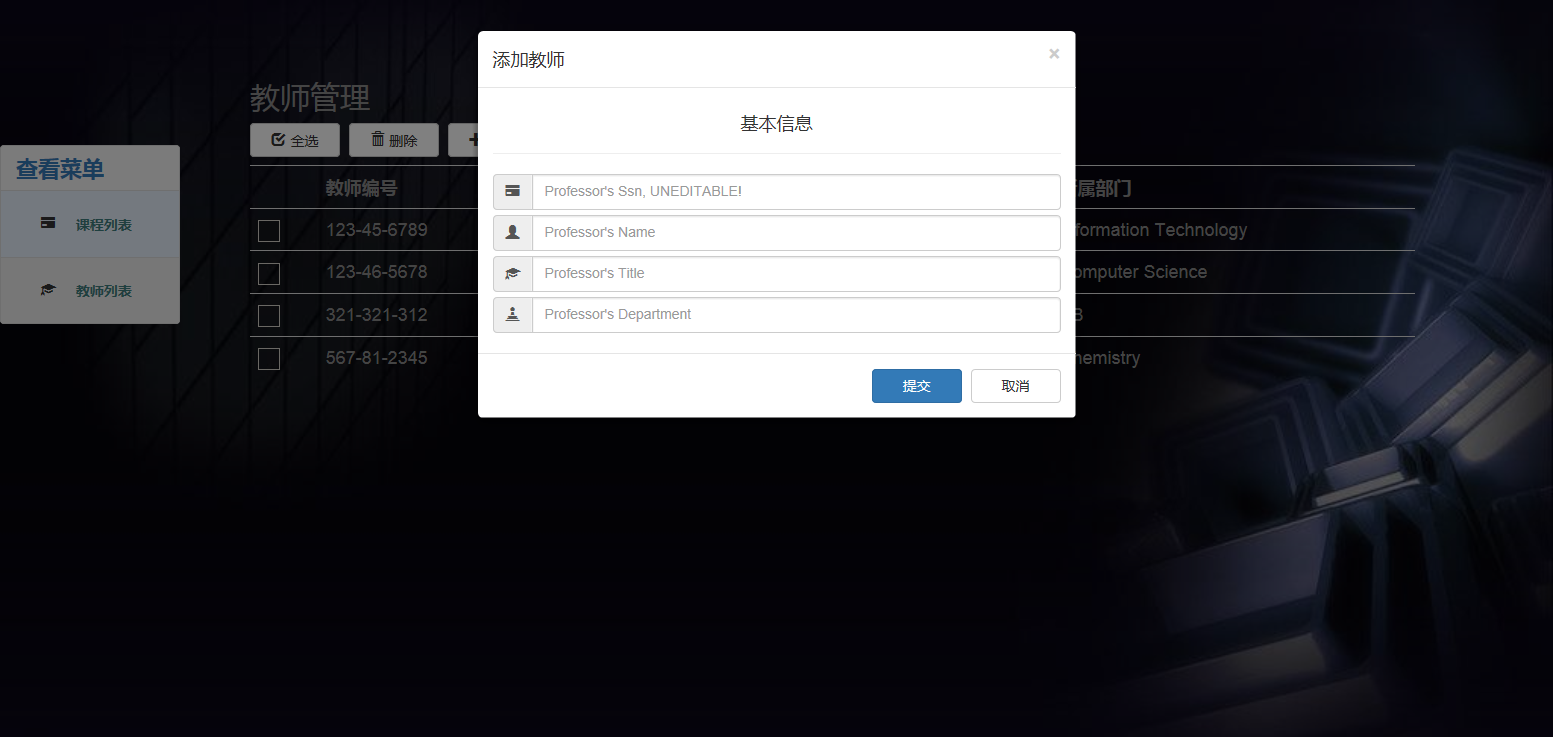 添加教师
×
基本信息
Professor's Ssn, UNEDITABLE!
Professor's Name
Professor's Title
Professor's Department
提交
取消
教师管理
全选
删除
查看菜单
课程列表
教师列表
教师编号
属部门
123-45-6789
formation Technology
123-46-5678
omputer Science
321-321-312
B
567-81-2345
hemistry